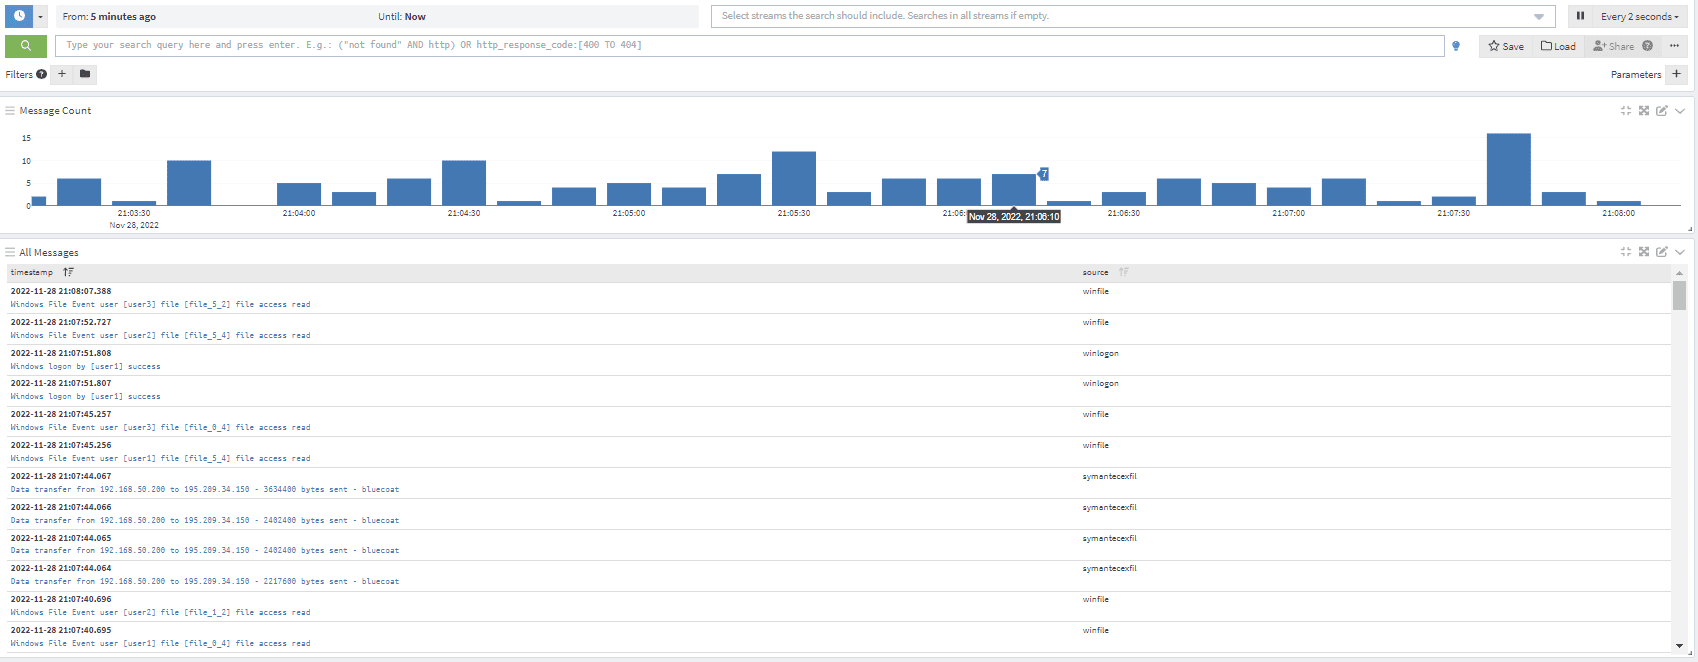 From: 5 minutes ago Until: Now Select streams the search should include. Searches in all streams if empty. Every 2 seconds
Type your search query here and press enter. E.g.: ("not found" AND http) OR http_response_code:[400 TO 404] Save Load Share ?
Filters ? + Parameters +
Message Count
15
10
5
0
7
21:03:30 21:04:00 21:04:30 21:05:00 21:05:30 21:06: 21:06:30 21:07:00 21:07:30 21:08:00
Nov 28, 2022, 21:06:10
Nov 28, 2022
All Messages
timestamp source
2022-11-28 21:08:07.388 winfile
Windows File Event user [user3] file [file_5_2] file access read
2022-11-28 21:07:52.727 winfile
Windows File Event user [user2] file [file_5_4] file access read
2022-11-28 21:07:51.808 winlogon
Windows logon by [user1] success
2022-11-28 21:07:51.807 winlogon
Windows logon by [user1] success
2022-11-28 21:07:45.257 winfile
Windows File Event user [user3] file [file_0_4] file access read
2022-11-28 21:07:45.256 winfile
Windows File Event user [user1] file [file_5_4] file access read
2022-11-28 21:07:44.067 symantecexfil
Data transfer from 192.168.50.200 to 195.209.34.150 - 3634400 bytes sent - bluecoat
2022-11-28 21:07:44.066 symantecexfil
Data transfer from 192.168.50.200 to 195.209.34.150 - 2402400 bytes sent - bluecoat
2022-11-28 21:07:44.065 symantecexfil
Data transfer from 192.168.50.200 to 195.209.34.150 - 2402400 bytes sent - bluecoat
2022-11-28 21:07:44.064 symantecexfil
Data transfer from 192.168.50.200 to 195.209.34.150 - 2217600 bytes sent - bluecoat
2022-11-28 21:07:40.696 winfile
Windows File Event user [user2] file [file_1_2] file access read
2022-11-28 21:07:40.695 winfile
Windows File Event user [user1] file [file_0_4] file access read